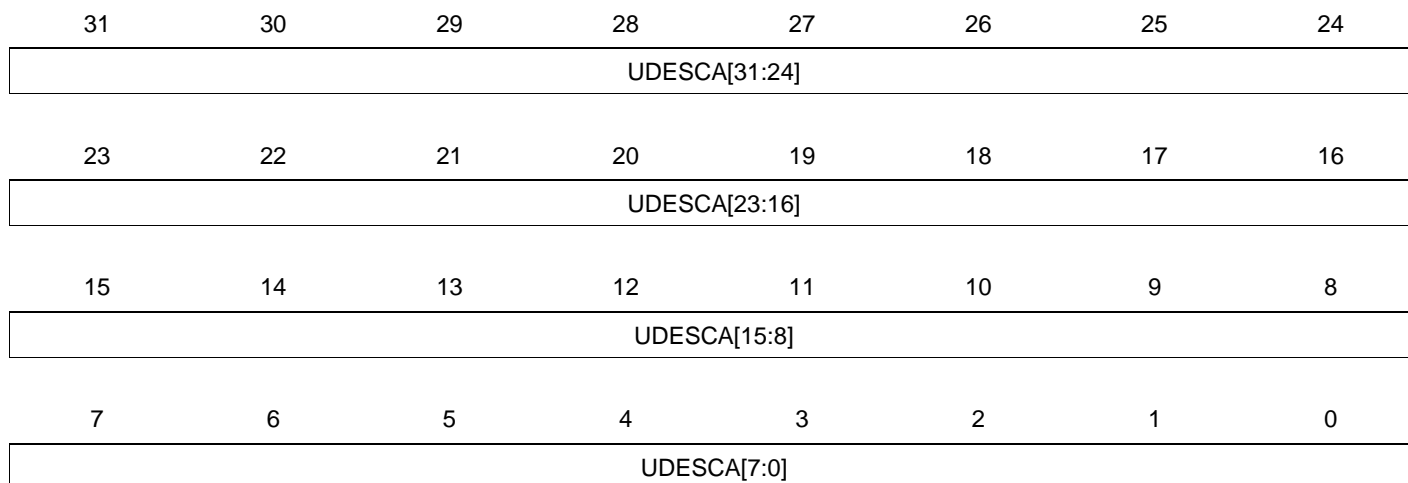 31 30 29 28 27 26 25 24
UDESCA[31:24]
23 22 21 20 19 18 17 16
UDESCA[23:16]
15 14 13 12 11 10 9 8
UDESCA[15:8]
7 6 5 4 3 2 1 0
UDESCA[7:0]